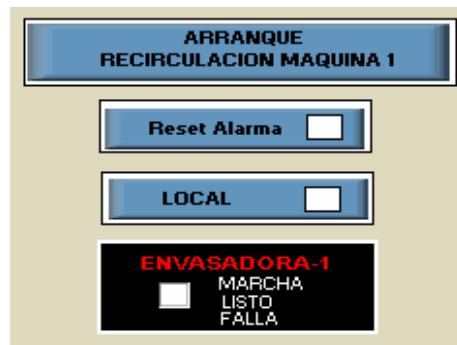 ARRANQUE
RECIRCULACION MAQUINA 1
Reset Alarma
LOCAL
ENVASADORA-1
MARCHA
LISTO
FALLA